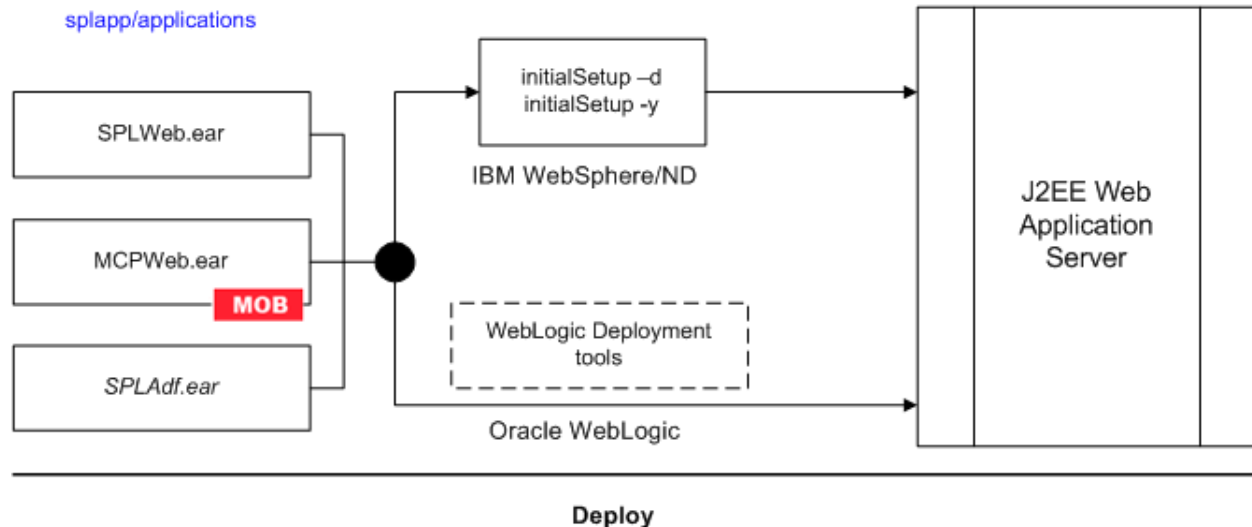 splapp/applications
SPLWeb.ear
MCPWeb.ear
MOB
SPLAdf.ear
initialSetup –d
initialSetup -y
IBM WebSphere/ND
WebLogic Deployment
tools
Oracle WebLogic
J2EE Web
Application
Server
Deploy